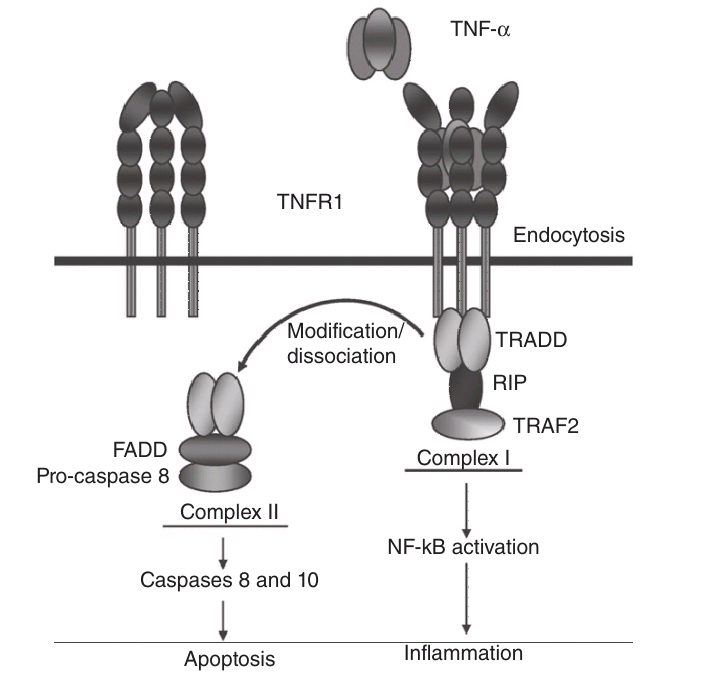 TNF-α
TNFR1
Endocytosis
Modification/
dissociation
TRADD
RIP
TRAF2
Complex I
FADD
Pro-caspase 8
Complex II
NF-kB activation
Caspases 8 and 10
Apoptosis
Inflammation